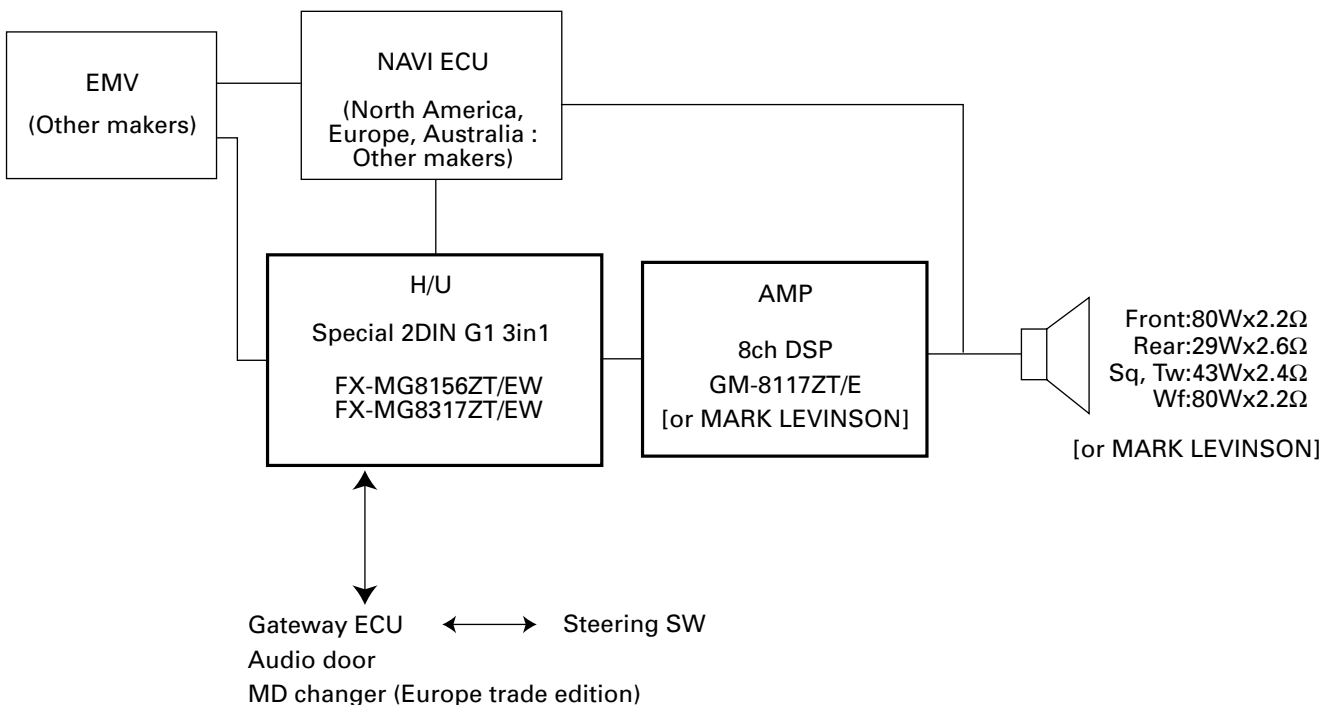 EMV
(Other makers)
NAVI ECU
(North America,
Europe, Australia :
Other makers)
H/U
Special 2DIN G1 3in1
FX-MG8156ZT/EW
FX-MG8317ZT/EW
AMP
8ch DSP
GM-8117ZT/E
[or MARK LEVINSON]
Front:80Wx2.2Ω
Rear:29Wx2.6Ω
Sq, Tw:43Wx2.4Ω
Wf:80Wx2.2Ω
[or MARK LEVINSON]
Gateway ECU
Steering SW
Audio door
MD changer (Europe trade edition)